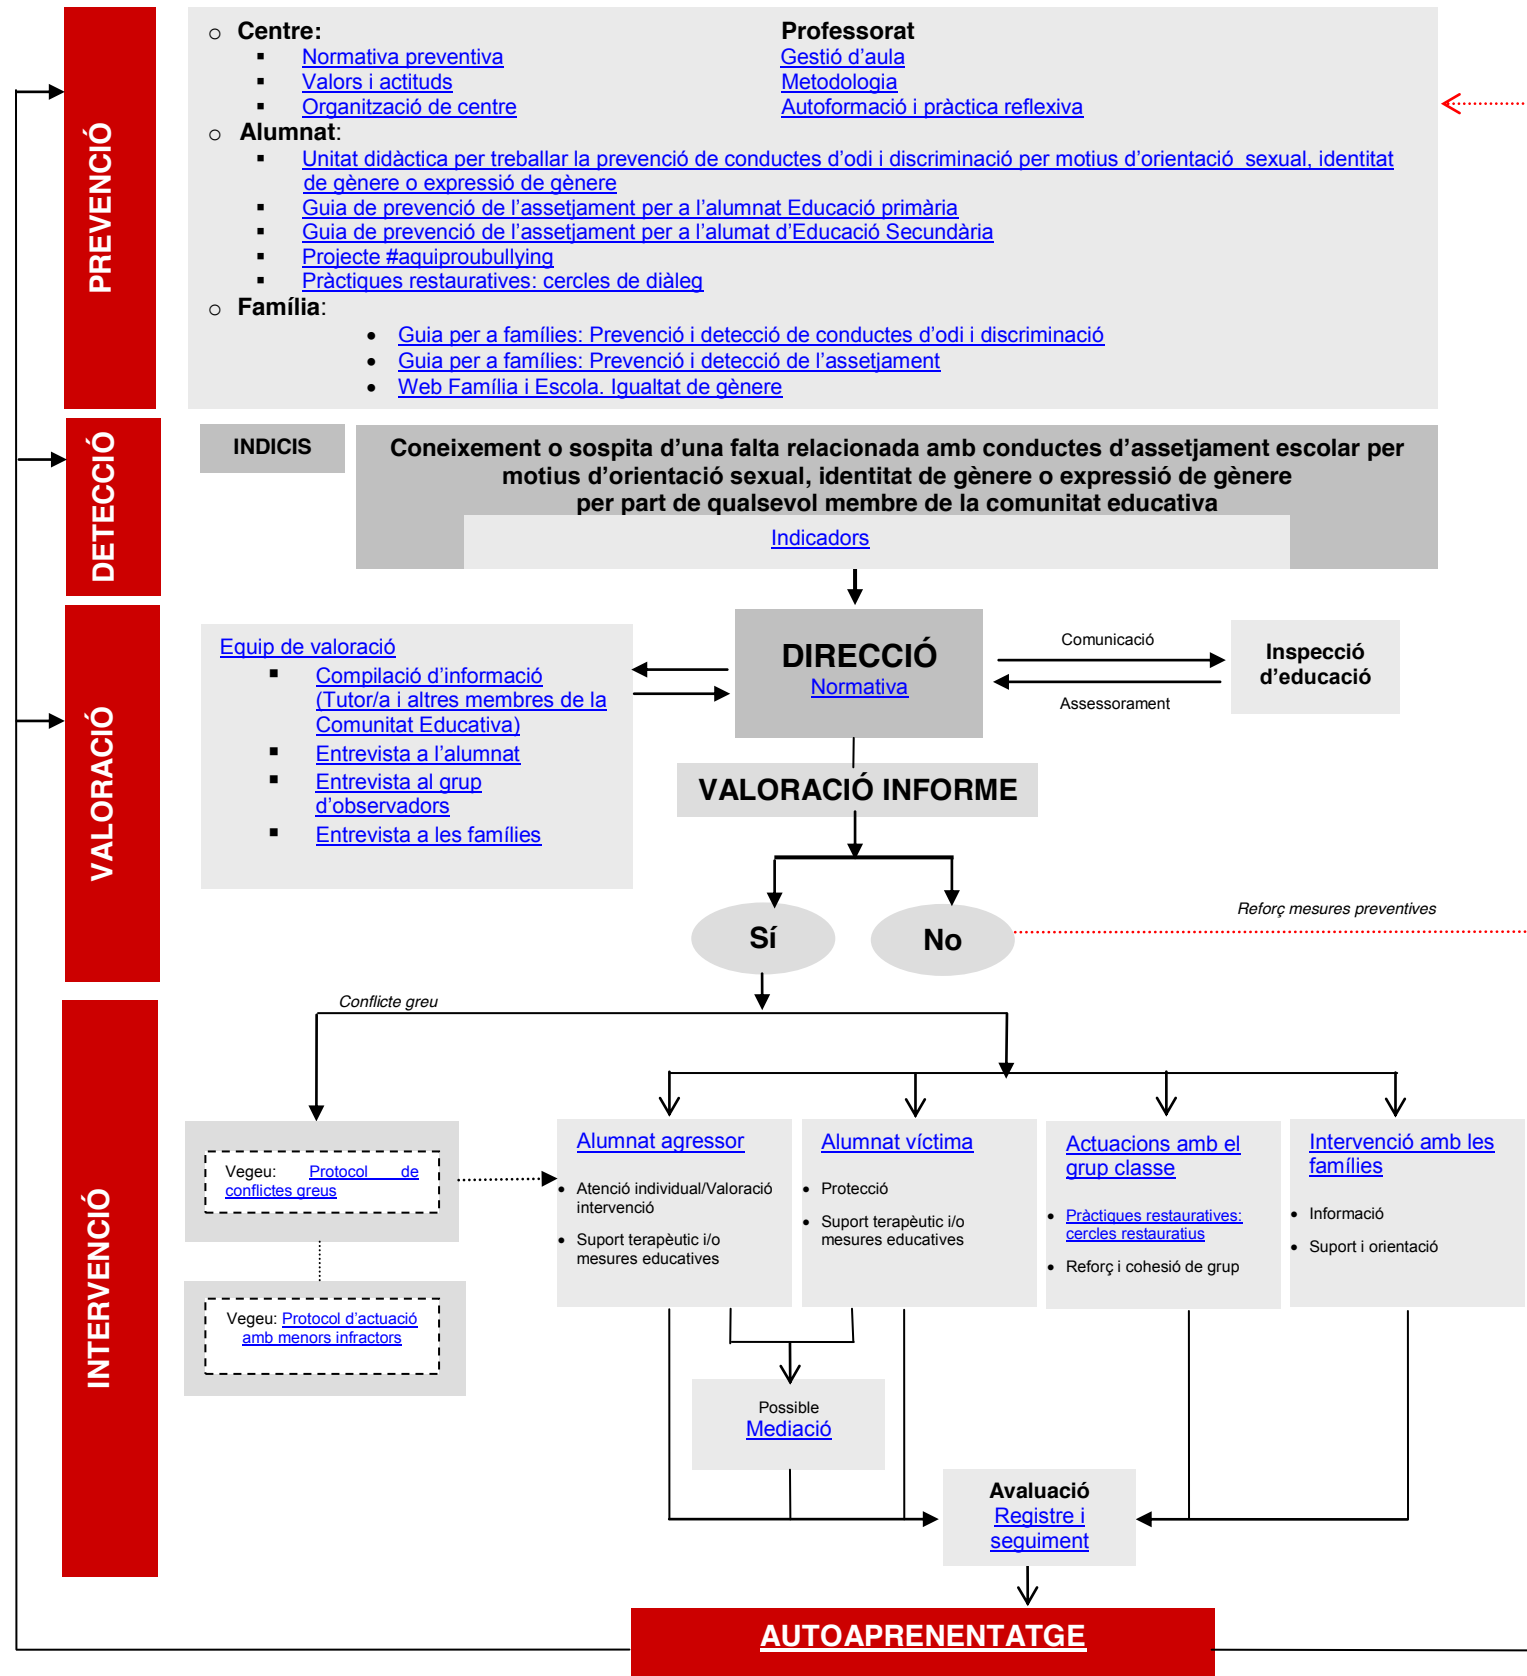 PREVENCIÓ
Centre:
Normativa preventiva
Valors i actituds
Organització de centre
Professorat
Gestió d’aula
Metodologia
Autoformació i pràctica reflexiva
Alumnat:
Unitat didàctica per treballar la prevenció de conductes d’odi i discriminació per motius d’orientació sexual, identitat
de gènere o expressió de gènere
Guia de prevenció de l’assetjament per a l’alumnat Educació primària
Guia de prevenció de l’assetjament per a l’alumat d’Educació Secundària
Projecte #aquiproubullying
Pràctiques restauratives: cercles de diàleg
Família:
Guia per a famílies: Prevenció i detecció de conductes d’odi i discriminació
Guia per a famílies: Prevenció i detecció de l’assetjament
Web Família i Escola. Igualtat de gènere
DETECCIÓ
INDICIS
Coneixement o sospita d’una falta relacionada amb conductes d’assetjament escolar per
motius d’orientació sexual, identitat de gènere o expressió de gènere
per part de qualsevol membre de la comunitat educativa
Indicadors
VALORACIÓ
Equip de valoració
Compilació d’informació
(Tutor/a i altres membres de la
Comunitat Educativa)
Entrevista a l’alumnat
Entrevista al grup
d’observadors
Entrevista a les famílies
DIRECCIÓ
Normativa
Comunicació
Assessorament
Inspecció
d’educació
VALORACIÓ INFORME
Sí
No
Reforç mesures preventives
INTERVENCIÓ
Conflicte greu
Vegeu: Protocol de
conflictes greus
Vegeu: Protocol d’actuació
amb menors infractors
Alumnat agressor
Atenció individual/Valoració
intervenció
Suport terapèutic i/o
mesures educatives
Alumnat víctima
Protecció
Suport terapèutic i/o
mesures educatives
Actuacions amb el
grup classe
Pràctiques restauratives:
cercles restauratius
Reforç i cohesió de grup
Intervenció amb les
famílies
Informació
Suport i orientació
Possible
Mediació
Avaluació
Registre i
seguiment
AUTOAPRENENTATGE